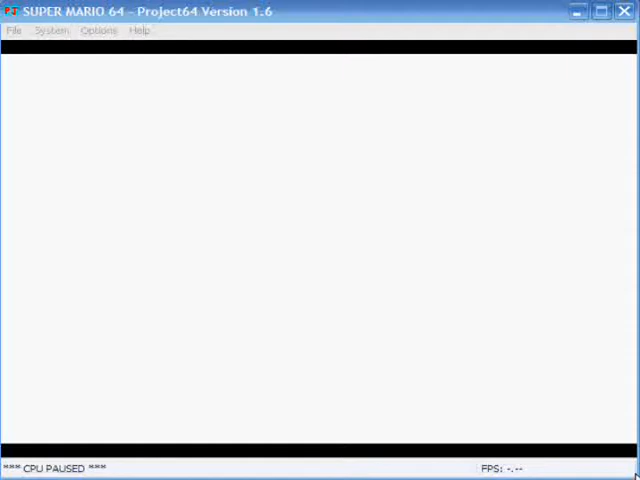 SUPER MARIO 64 - Project64 Version 1.6
File System Options Help
*** CPU PAUSED *** FPS: -.--